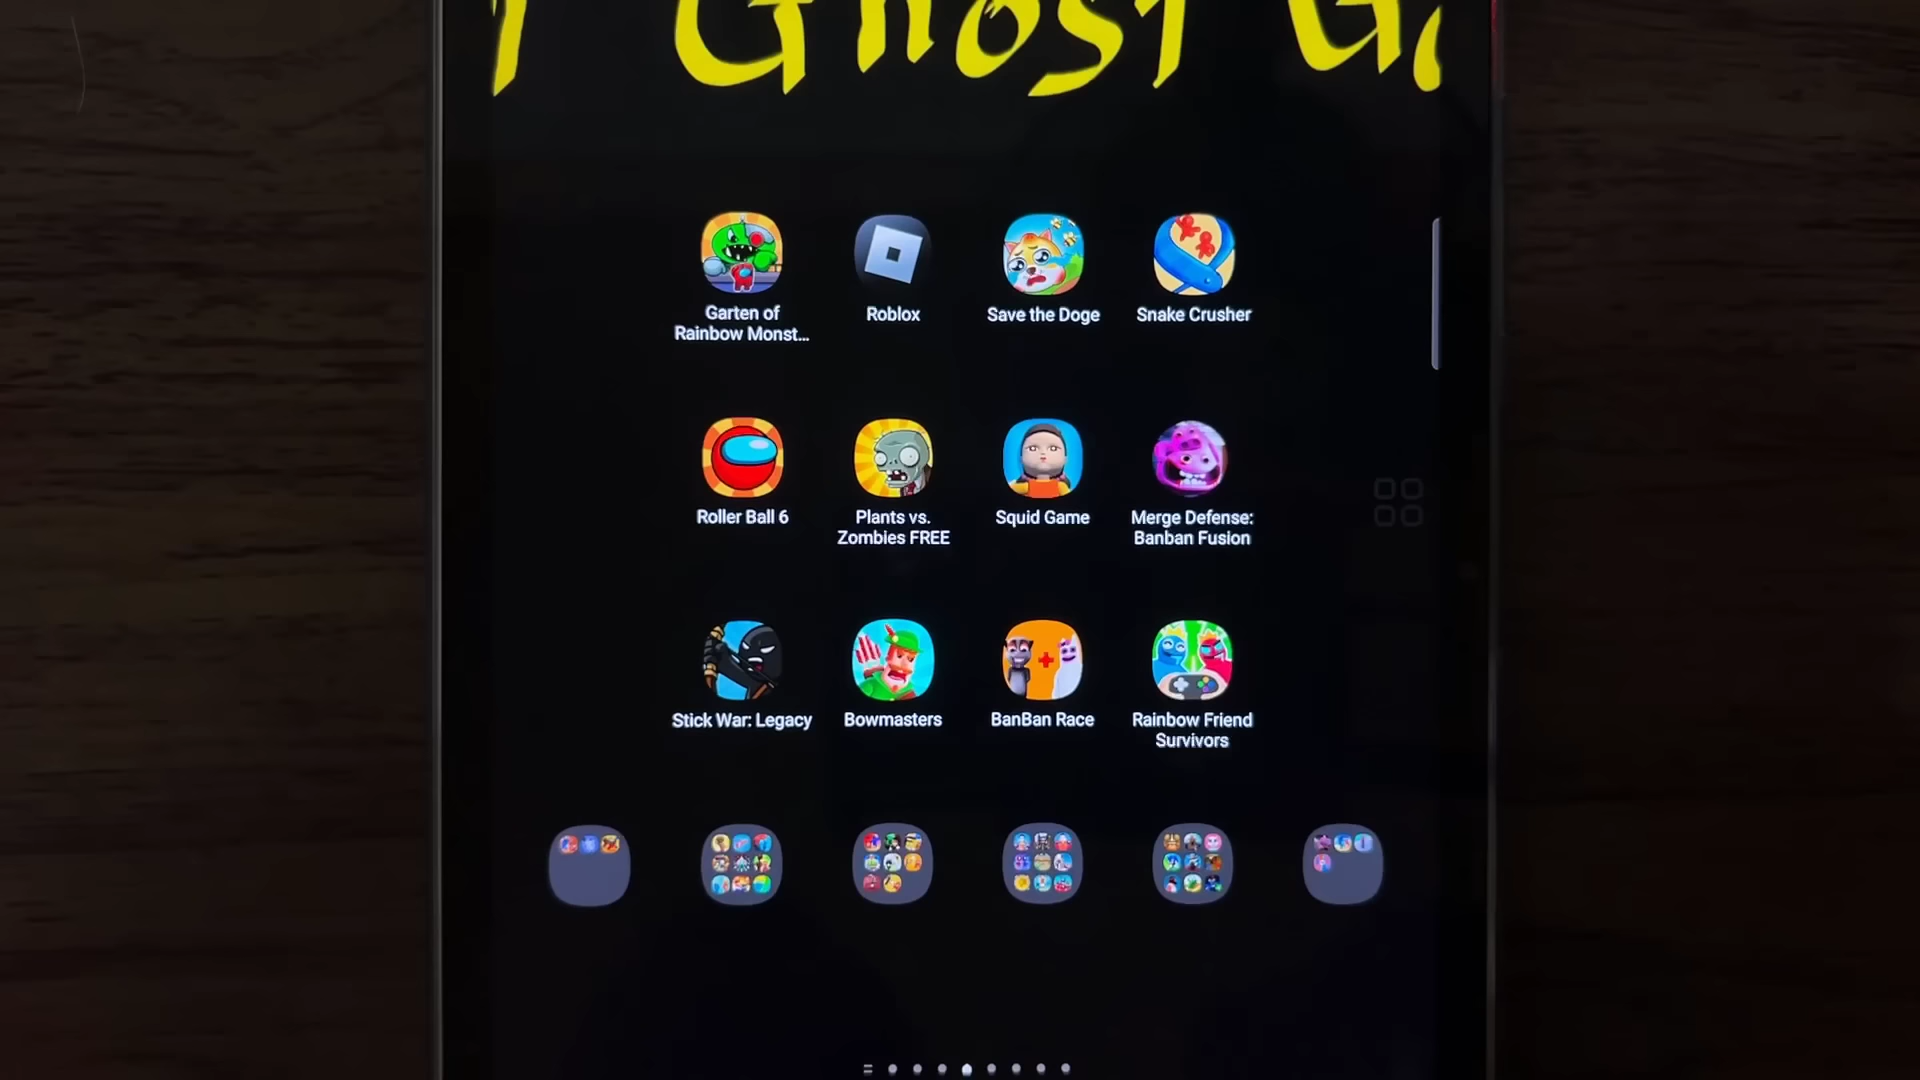 Ghost
Garten of
Rainbow Monst...
Roblox
Save the Doge
Snake Crusher
Roller Ball 6
Plants vs.
Zombies FREE
Squid Game
Merge Defense:
Banban Fusion
Stick War: Legacy
Bowmasters
BanBan Race
Rainbow Friend
Survivors